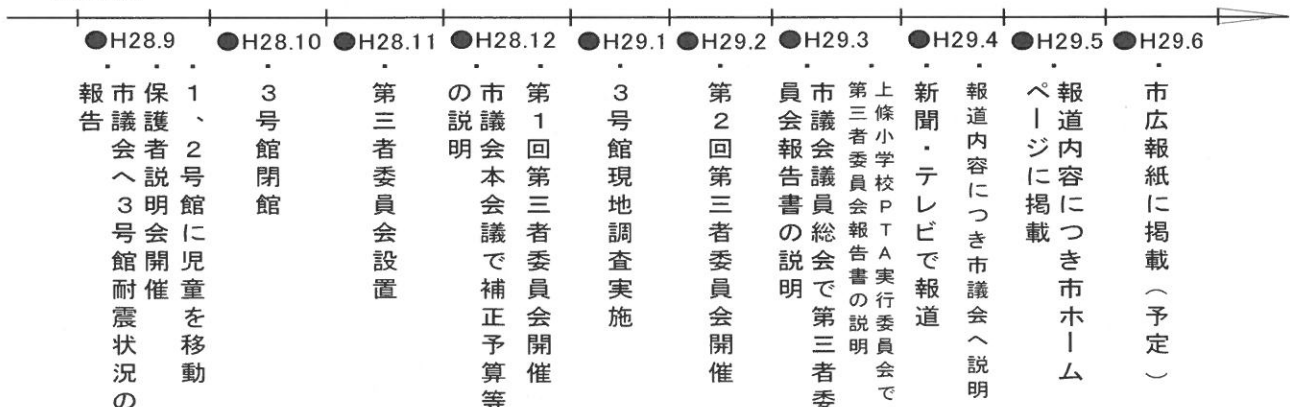 ●H28.9
・1、2号館に児童を移動
・保護者説明会開催
・市議会へ3号館耐震状況の
報告
●H28.10
・3号館閉館
●H28.11
・第三者委員会設置
●H28.12
・第1回第三者委員会開催
・市議会本会議で補正予算等
の説明
●H29.1
・3号館現地調査実施
●H29.2
・第2回第三者委員会開催
●H29.3
・上條小学校PTA実行委員会で
第三者委員会報告書の説明
・市議会議員総会で第三者委
員会報告書の説明
●H29.4
・報道内容につき市議会へ説明
・新聞・テレビで報道
●H29.5
・報道内容につき市ホーム
ページに掲載
●H29.6
・市広報紙に掲載(予定)